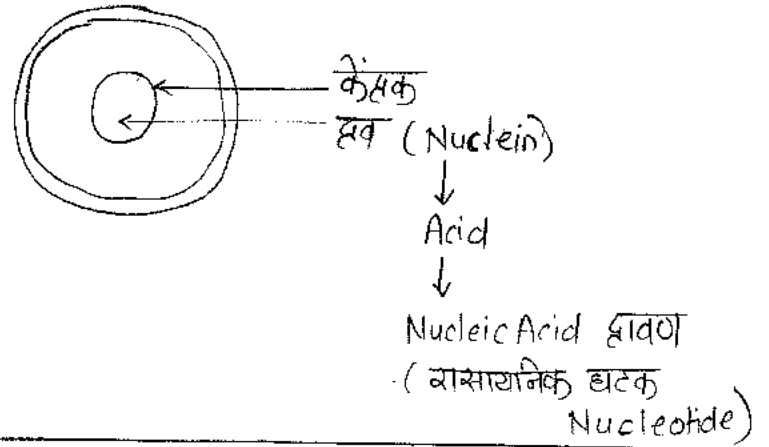 केंद्रक
द्रव (Nuclein)
Acid
Nucleic Acid द्रावण
( रासायनिक घटक
Nucleotide)